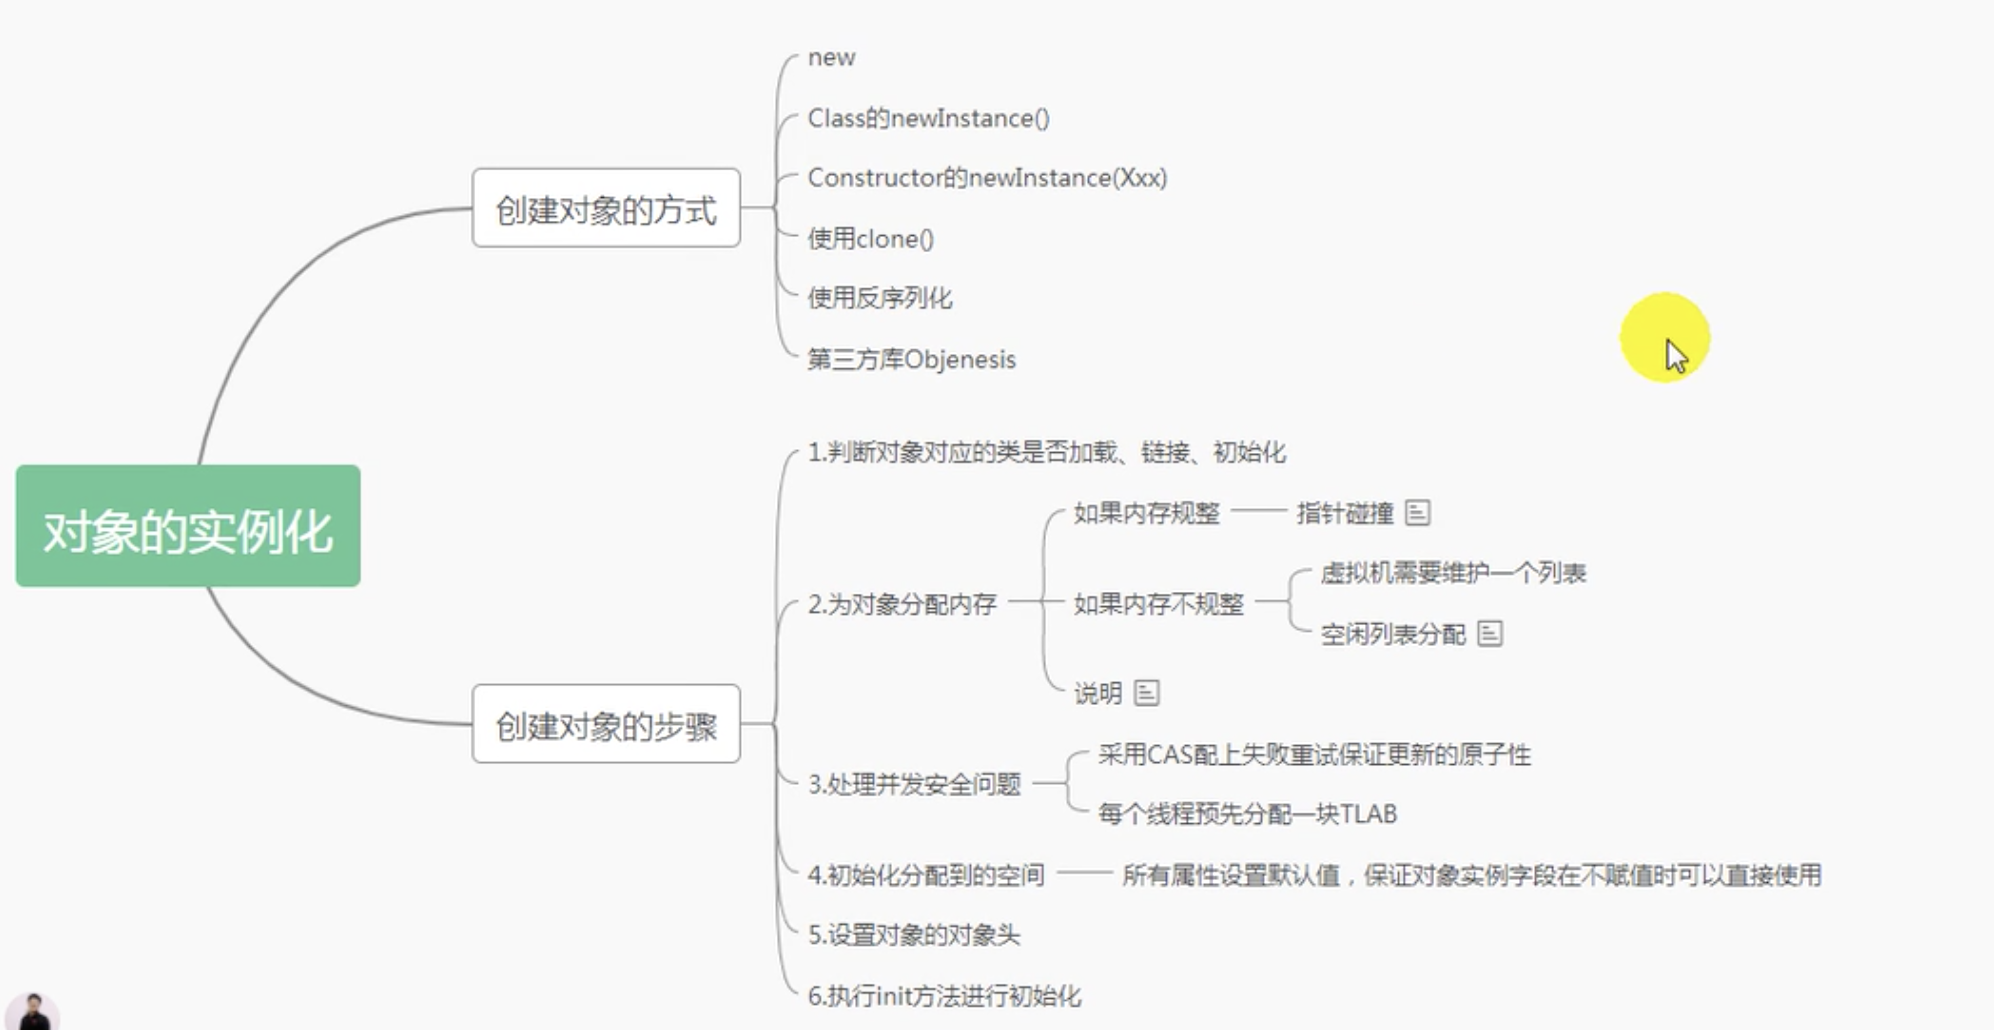 对象的实例化
创建对象的方式
new
Class的newInstance()
Constructor的newInstance(Xxx)
使用clone()
使用反序列化
第三方库Objenesis
创建对象的步骤
1.判断对象对应的类是否加载、链接、初始化
2.为对象分配内存
如果内存规整
指针碰撞
如果内存不规整
虚拟机需要维护一个列表
空闲列表分配
说明
3.处理并发安全问题
采用CAS配上失败重试保证更新的原子性
每个线程预先分配一块TLAB
4.初始化分配到的空间
所有属性设置默认值，保证对象实例字段在不赋值时可以直接使用
5.设置对象的对象头
6.执行init方法进行初始化